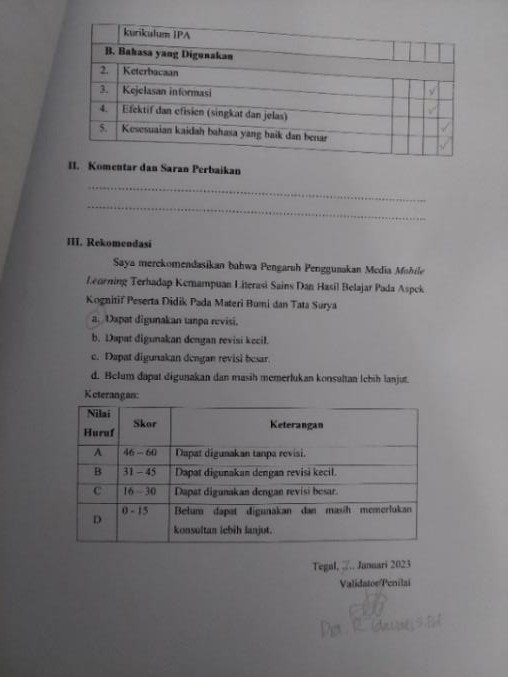 kurikulum IPA
B. Bahasa yang Digunakan
2. Keterbacaan
3. Kejelasan informasi
4. Efektif dan efisien (singkat dan jelas)
5. Kesesuaian kaidah bahasa yang baik dan benar
II. Komentar dan Saran Perbaikan
III. Rekomendasi
Saya merekomendasikan bahwa Pengaruh Penggunakan Media Mobile
Learning Terhadap Kemampuan Literasi Sains Dan Hasil Belajar Pada Aspek
Kognitif Peserta Didik Pada Materi Bumi dan Tata Surya
a. Dapat digunakan tanpa revisi.
b. Dapat digunakan dengan revisi kecil.
c. Dapat digunakan dengan revisi besar.
d. Belum dapat digunakan dan masih memerlukan konsultan lebih lanjut.
Keterangan:
Nilai Huruf Skor Keterangan
A 46 – 60 Dapat digunakan tanpa revisi.
B 31 – 45 Dapat digunakan dengan revisi kecil.
C 16 – 30 Dapat digunakan dengan revisi besar.
D 0 - 15 Belum dapat digunakan dan masih memerlukan
konsultan lebih lanjut.
Tegal, Januari 2023
Validator/Penilai